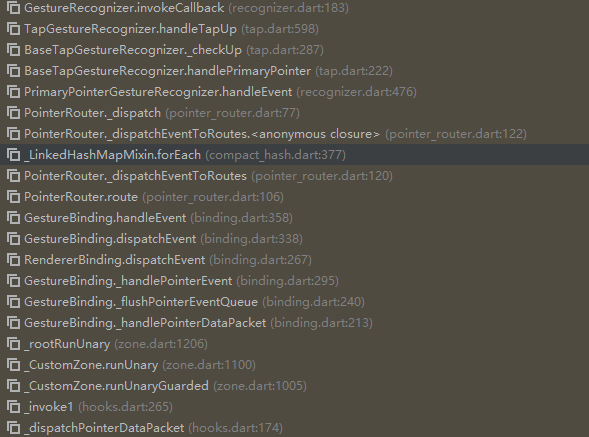 GestureRecognizer.invokeCallback (recognizer.dart:183)
TapGestureRecognizer.handleTapUp (tap.dart:598)
BaseTapGestureRecognizer._checkUp (tap.dart:287)
BaseTapGestureRecognizer.handlePrimaryPointer (tap.dart:222)
PrimaryPointerGestureRecognizer.handleEvent (recognizer.dart:476)
PointerRouter._dispatch (pointer_router.dart:77)
PointerRouter._dispatchEventToRoutes.<anonymous closure> (pointer_router.dart:122)
_LinkedHashMapMixin.forEach (compact_hash.dart:377)
PointerRouter._dispatchEventToRoutes (pointer_router.dart:120)
PointerRouter.route (pointer_router.dart:106)
GestureBinding.handleEvent (binding.dart:358)
GestureBinding.dispatchEvent (binding.dart:338)
RendererBinding.dispatchEvent (binding.dart:267)
GestureBinding._handlePointerEvent (binding.dart:295)
GestureBinding._flushPointerEventQueue (binding.dart:240)
GestureBinding._handlePointerDataPacket (binding.dart:213)
_rootRunUnary (zone.dart:1206)
_CustomZone.runUnary (zone.dart:1100)
_CustomZone.runUnaryGuarded (zone.dart:1005)
_invoke1 (hooks.dart:265)
_dispatchPointerDataPacket (hooks.dart:174)